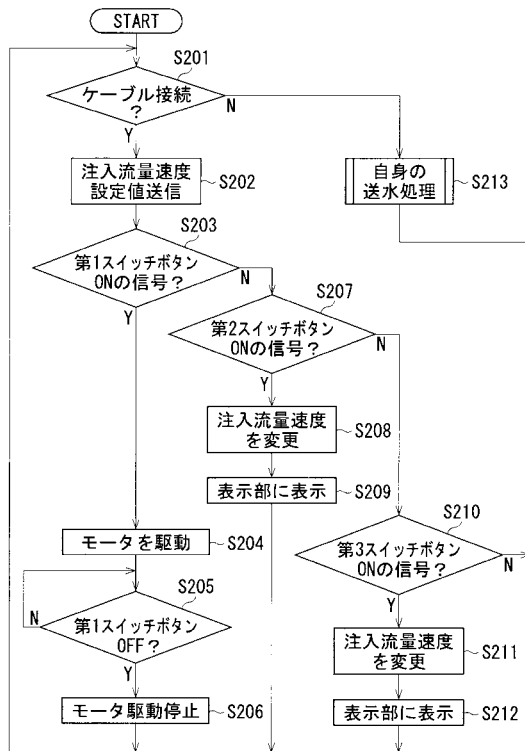 START
S201
ケーブル接続
?
N
Y
注入流量速度
設定値送信
S202
自身の
送水処理
S213
S203
第1スイッチボタン
ONの信号?
N
Y
S207
第2スイッチボタン
ONの信号?
N
Y
注入流量速度
を変更
S208
表示部に表示
S209
S210
モータを駆動
S204
第3スイッチボタン
ONの信号?
N
Y
S205
N
第1スイッチボタン
OFF?
Y
注入流量速度
を変更
S211
モータ駆動停止
S206
表示部に表示
S212